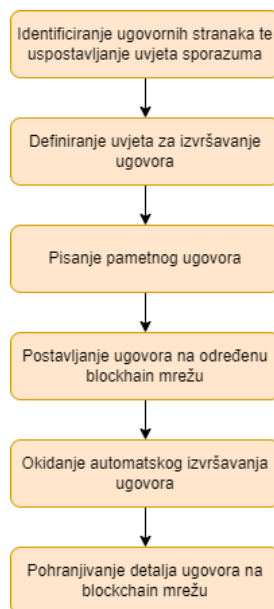 Identificiranje ugovornih stranaka te
uspostavljanje uvjeta sporazuma
Definiranje uvjeta za izvršavanje
ugovora
Pisanje pametnog ugovora
Postavljanje ugovora na određenu
blockhain mrežu
Okidanje automatskog izvršavanja
ugovora
Pohranjivanje detalja ugovora na
blockchain mrežu